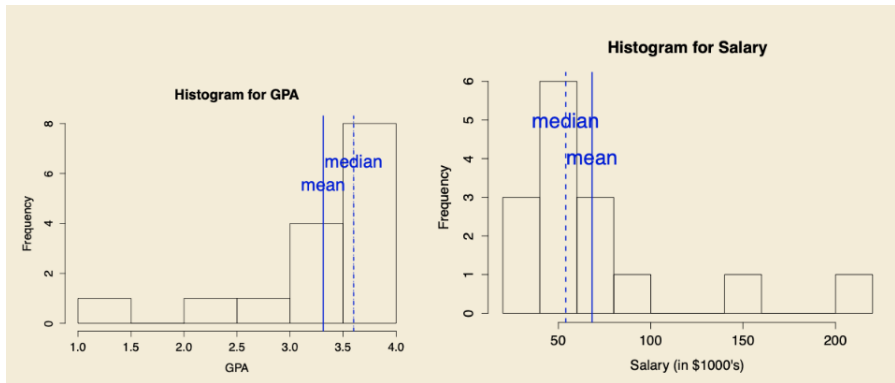 Histogram for GPA
Frequency
8
6
4
2
0
median
mean
1.0 1.5 2.0 2.5 3.0 3.5 4.0
GPA
Histogram for Salary
Frequency
6
5
4
3
2
1
0
median
mean
50 100 150 200
Salary (in $1000's)